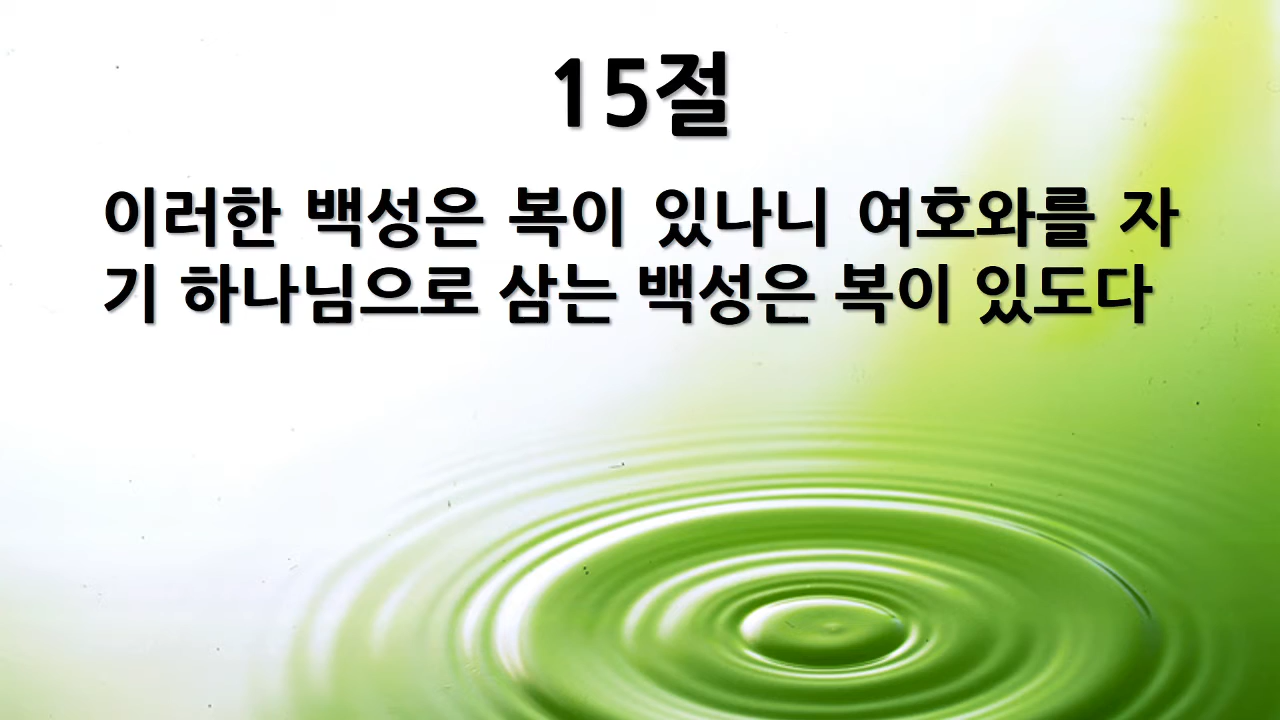 15절
이러한 백성은 복이 있나니 여호와를 자
기 하나님으로 삼는 백성은 복이 있도다